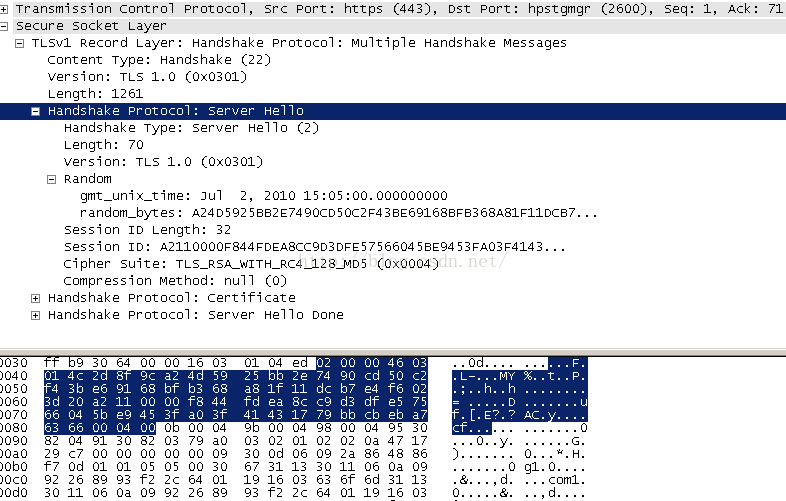 Transmission Control Protocol, Src Port: https (443), Dst Port: hpstgmgr (2600), Seq: 1, Ack: 71
Secure Socket Layer
TLSv1 Record Layer: Handshake Protocol: Multiple Handshake Messages
Content Type: Handshake (22)
Version: TLS 1.0 (0x0301)
Length: 1261
Handshake Protocol: Server Hello
Handshake Type: Server Hello (2)
Length: 70
Version: TLS 1.0 (0x0301)
Random
gmt_unix_time: Jul 2, 2010 15:05:00.000000000
random_bytes: A24D5925BB2E7490CD50C2F43BE69168BFB368A81F11DCB7...
Session ID Length: 32
Session ID: A2110000F844FDEA8CC9D3DFE57566045BE9453FA03F4143...
Cipher Suite: TLS_RSA_WITH_RC4_128_MD5 (0x0004)
Compression Method: null (0)
Handshake Protocol: Certificate
Handshake Protocol: Server Hello Done
0030 ff b9 30 64 00 00 16 03 01 04 ed 02 00 00 46 03 ..0d.... ......F.
0040 01 4c 2d 8f 9c a2 4d 59 25 bb 2e 74 90 cd 50 c2 .L-...MY %..t..P.
0050 f4 3b e6 91 68 bf b3 68 a8 1f 11 dc b7 e4 f6 02 .;..h..h ........
0060 3d 20 a2 11 00 00 f8 44 fd ea 8c c9 d3 df e5 75 = .....D .......u
0070 66 04 5b e9 45 3f a0 3f 41 43 17 79 bb cb eb a7 f.[.E?.? AC.y....
0080 63 66 00 04 00 0b 00 04 9b 00 04 98 00 04 95 30 cf...... .......0
0090 82 04 91 30 82 03 79 a0 03 02 01 02 02 0a 47 17 ...0..y. ......G.
00a0 29 c7 00 00 00 00 00 09 30 0d 06 09 2a 86 48 86 )....... 0...*.H.
00b0 f7 0d 01 01 05 05 00 30 67 31 13 30 11 06 0a 09 .......0 g1.0....
00c0 92 26 89 93 f2 2c 64 01 19 16 03 63 6f 6d 31 13 .&...,d. ...com1.
00d0 30 11 06 0a 09 92 26 89 93 f2 2c 64 01 19 16 03 0.....&. ..,d....